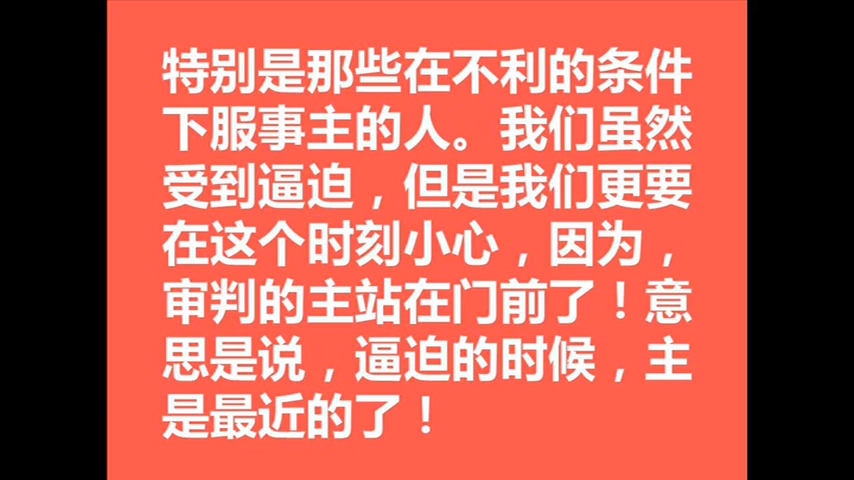 特别是那些在不利的条件
下服事主的人。我们虽然
受到逼迫，但是我们更要
在这个时刻小心，因为，
审判的主站在门前了！意
思是说，逼迫的时候，主
是最近的了！